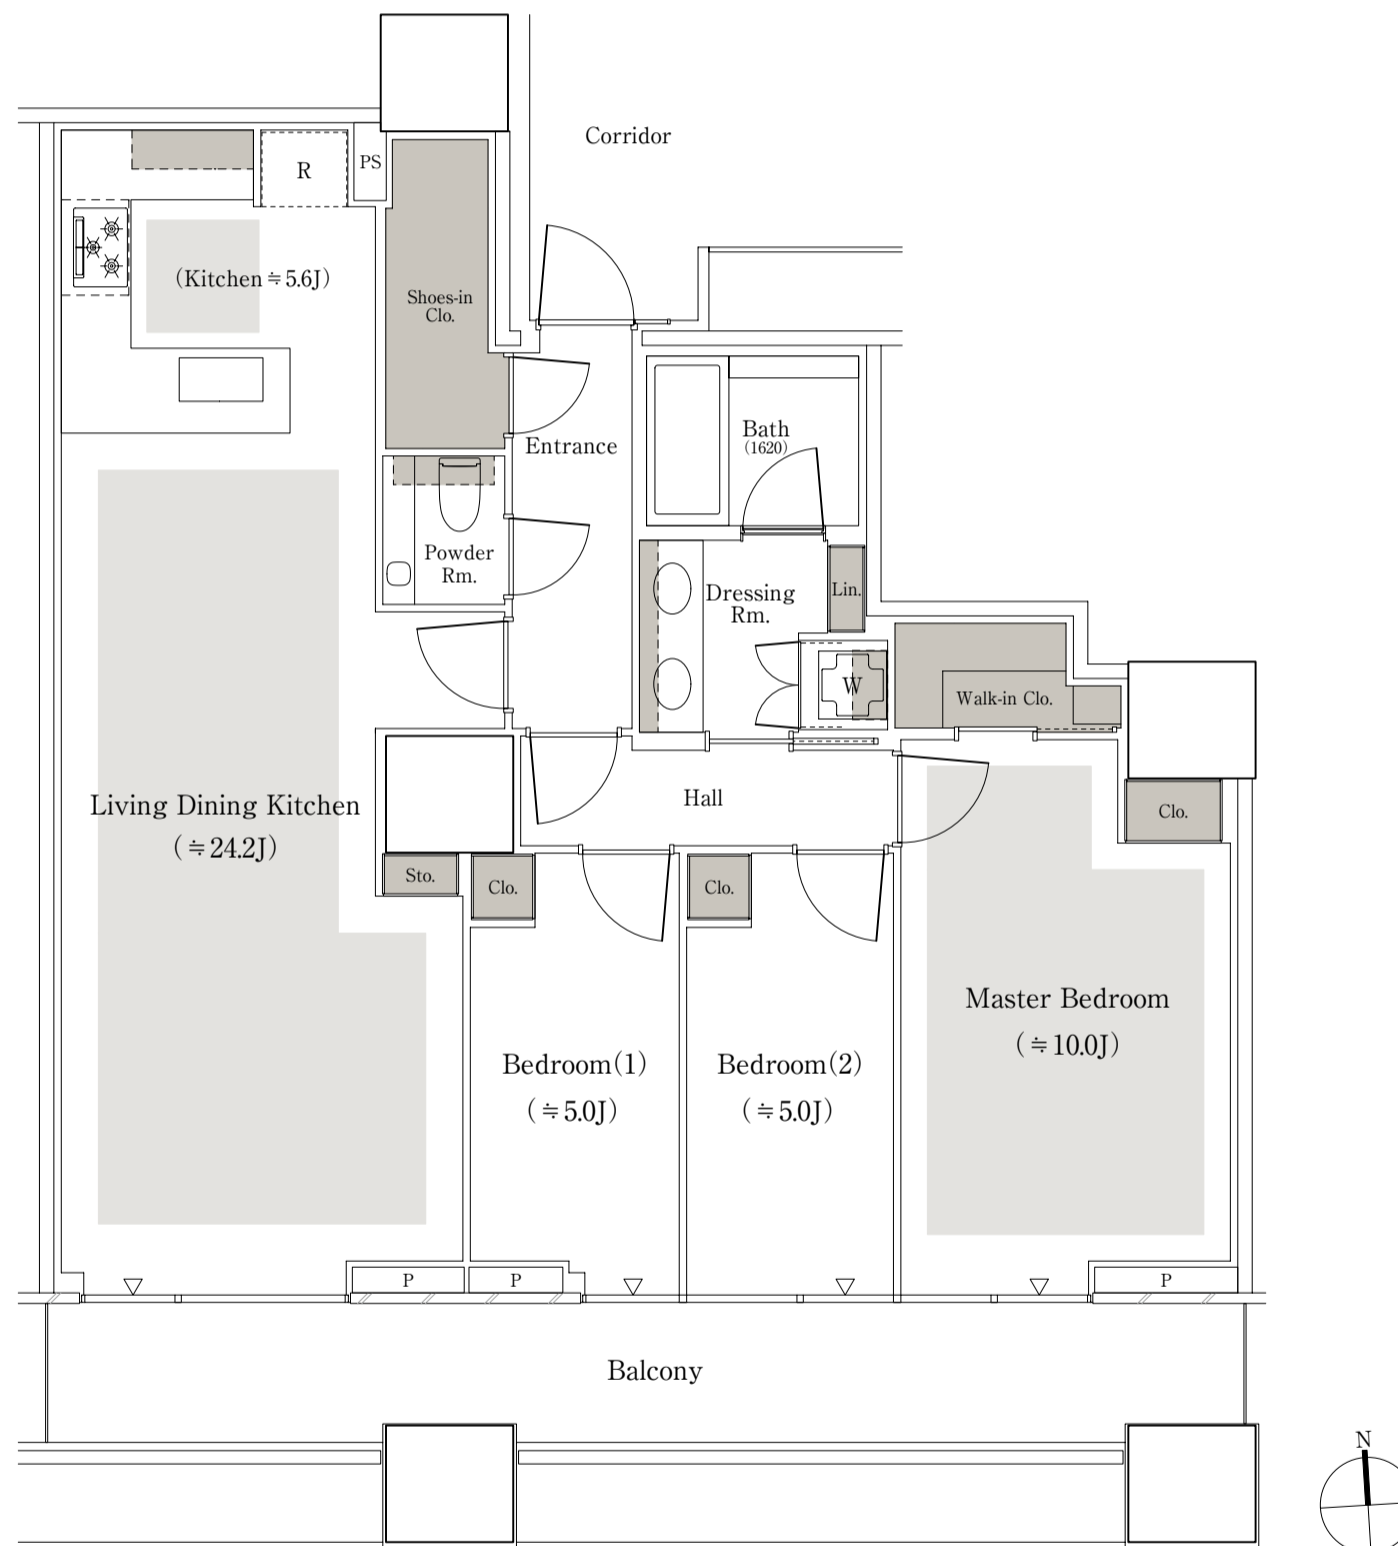 Corridor
R
PS
(Kitchen≒5.6J)
Shoes-in
Clo.
Entrance
Bath
(1620)
Powder
Rm.
Dressing
Rm.
Lin.
W
Walk-in Clo.
Hall
Clo.
Living Dining Kitchen
(≒24.2J)
Sto.
Clo.
Clo.
Master Bedroom
(≒10.0J)
Bedroom(1)
(≒5.0J)
Bedroom(2)
(≒5.0J)
P
P
P
Balcony
N